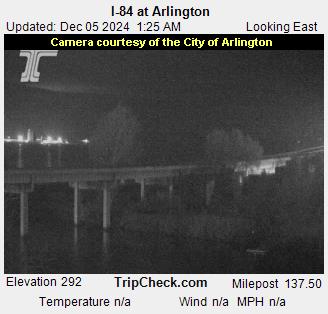 I-84 at Arlington
Updated: Dec 05 2024 1:25 AM Looking East
Camera courtesy of the City of Arlington
Elevation 292 TripCheck.com Milepost 137.50
Temperature n/a Wind n/a MPH n/a